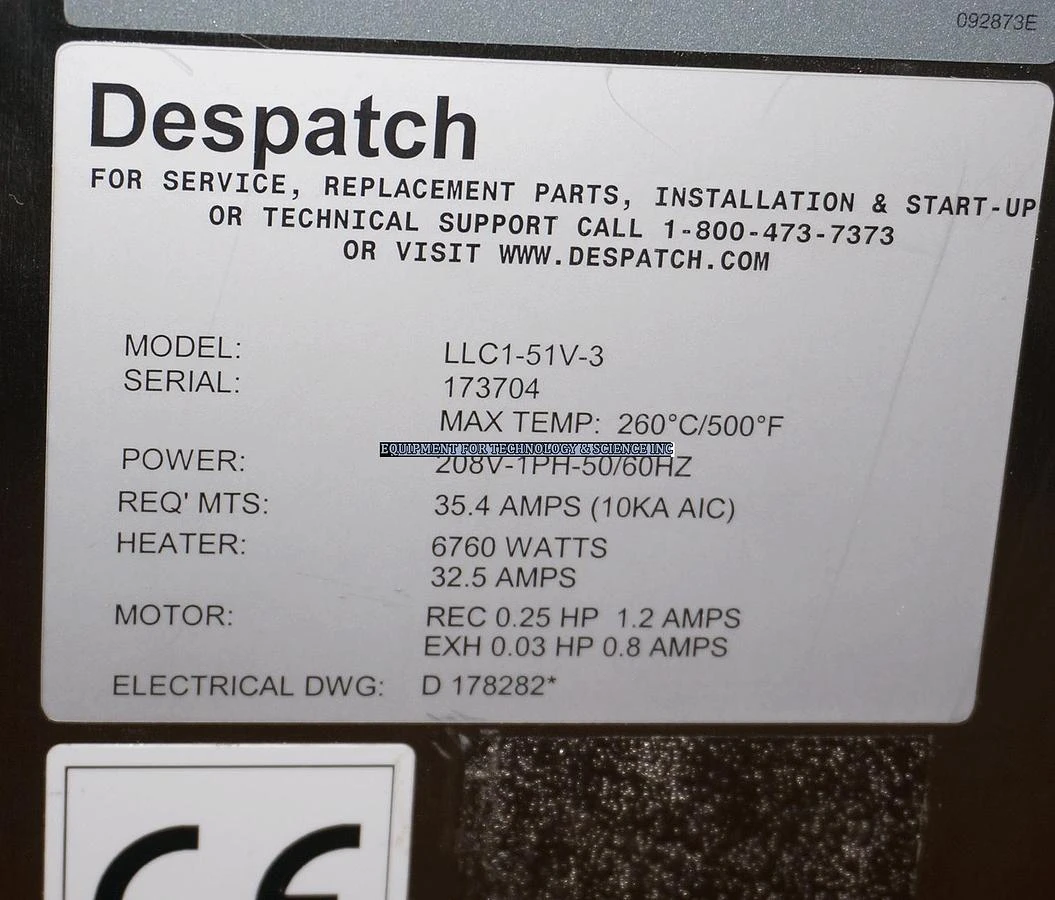 092873E
Despatch
FOR SERVICE, REPLACEMENT PARTS, INSTALLATION & START-UP
OR TECHNICAL SUPPORT CALL 1-800-473-7373
OR VISIT WWW.DESPATCH.COM
MODEL: LLC1-51V-3
SERIAL: 173704
MAX TEMP: 260°C/500°F
EQUIPMENT FOR TECHNOLOGY & SCIENCE INC
POWER: 208V-1PH-50/60HZ
REQ' MTS: 35.4 AMPS (10KA AIC)
HEATER: 6760 WATTS
32.5 AMPS
MOTOR: REC 0.25 HP 1.2 AMPS
EXH 0.03 HP 0.8 AMPS
ELECTRICAL DWG: D 178282*
CE